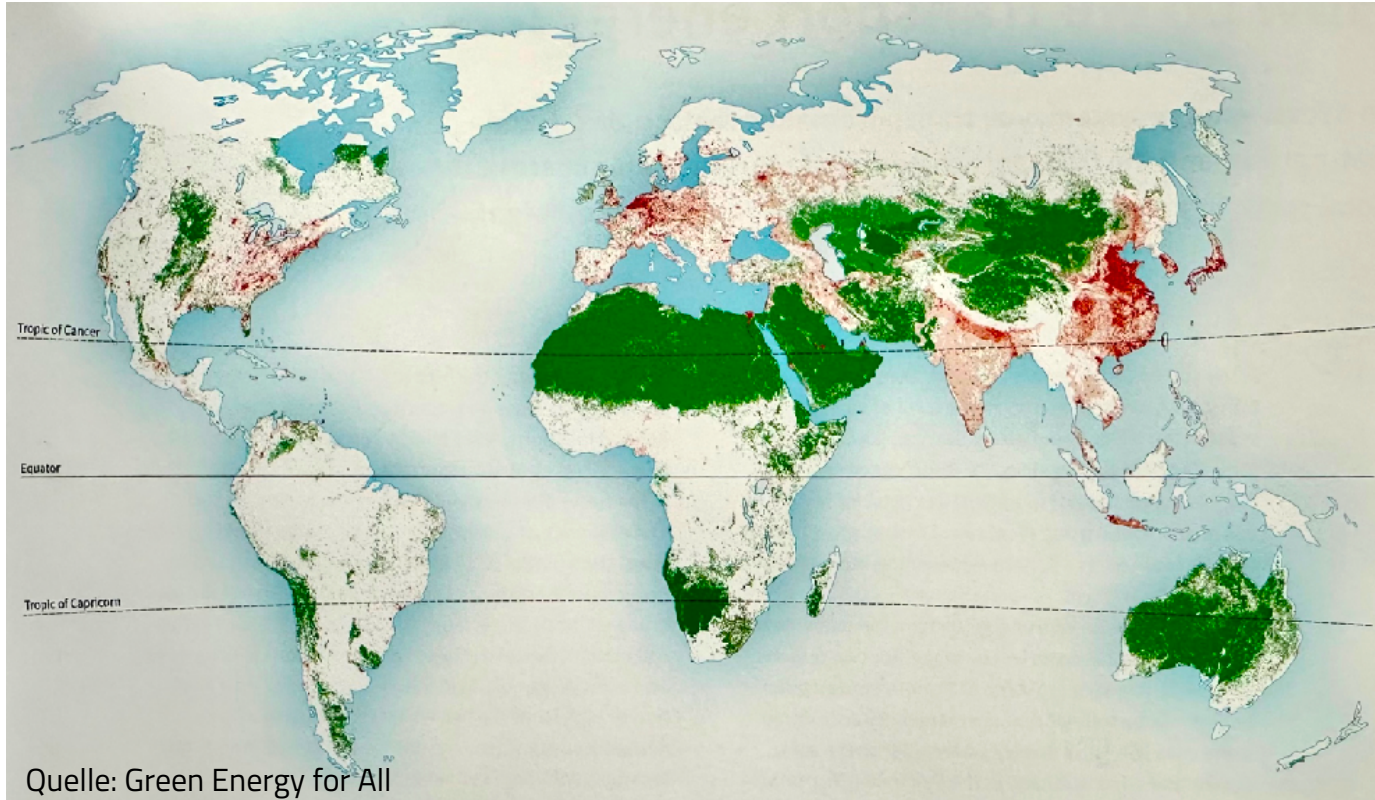 Tropic of Cancer
Equator
Tropic of Capricorn
Quelle: Green Energy for All